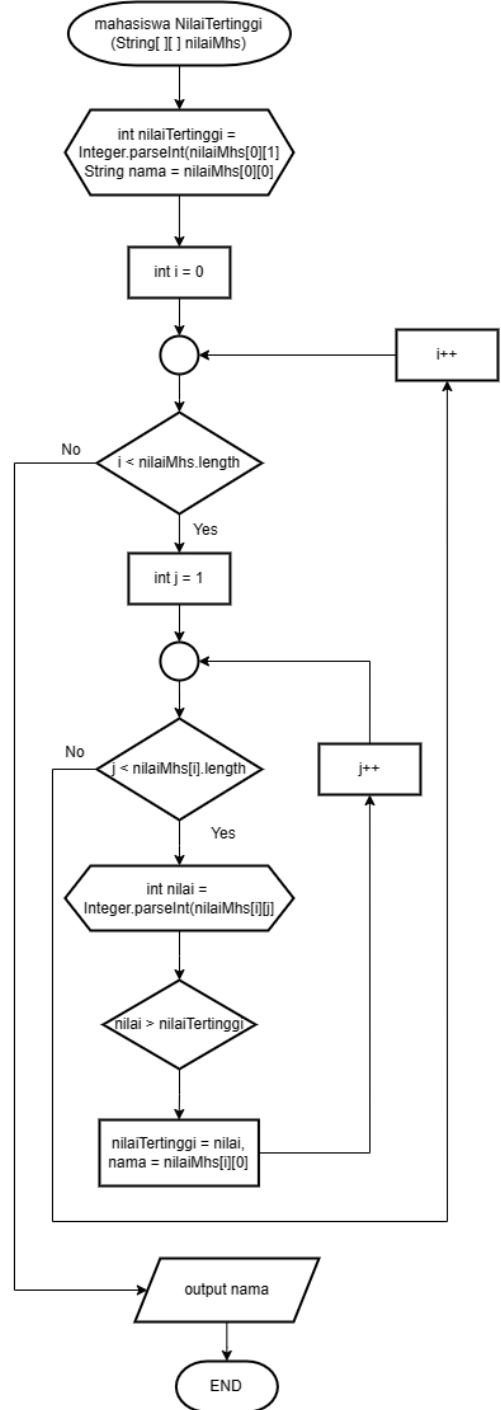 mahasiswa NilaiTertinggi
(String[ ][ ] nilaiMhs)
int nilaiTertinggi =
Integer.parseInt(nilaiMhs[0][1]
String nama = nilaiMhs[0][0]
int i = 0
i++
No
i < nilaiMhs.length
Yes
int j = 1
No
j < nilaiMhs[i].length
j++
Yes
int nilai =
Integer.parseInt(nilaiMhs[i][j]
nilai > nilaiTertinggi
nilaiTertinggi = nilai,
nama = nilaiMhs[i][0]
output nama
END